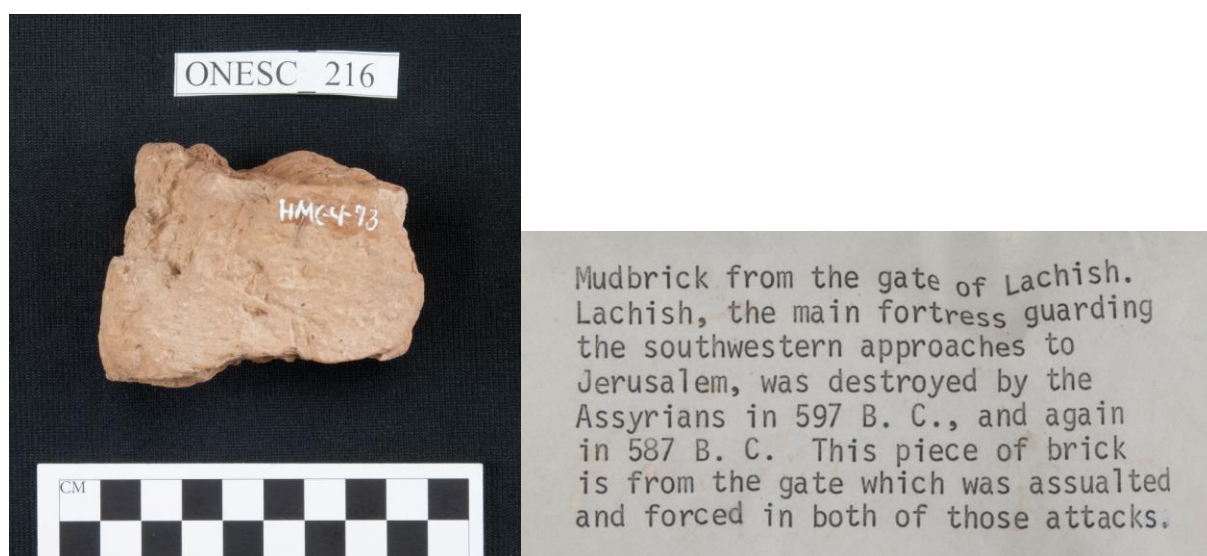 ONESC_216
HMC-4-73
CM
Mudbrick from the gate of Lachish.
Lachish, the main fortress guarding
the southwestern approaches to
Jerusalem, was destroyed by the
Assyrians in 597 B. C., and again
in 587 B. C.  This piece of brick
is from the gate which was assualted
and forced in both of those attacks.